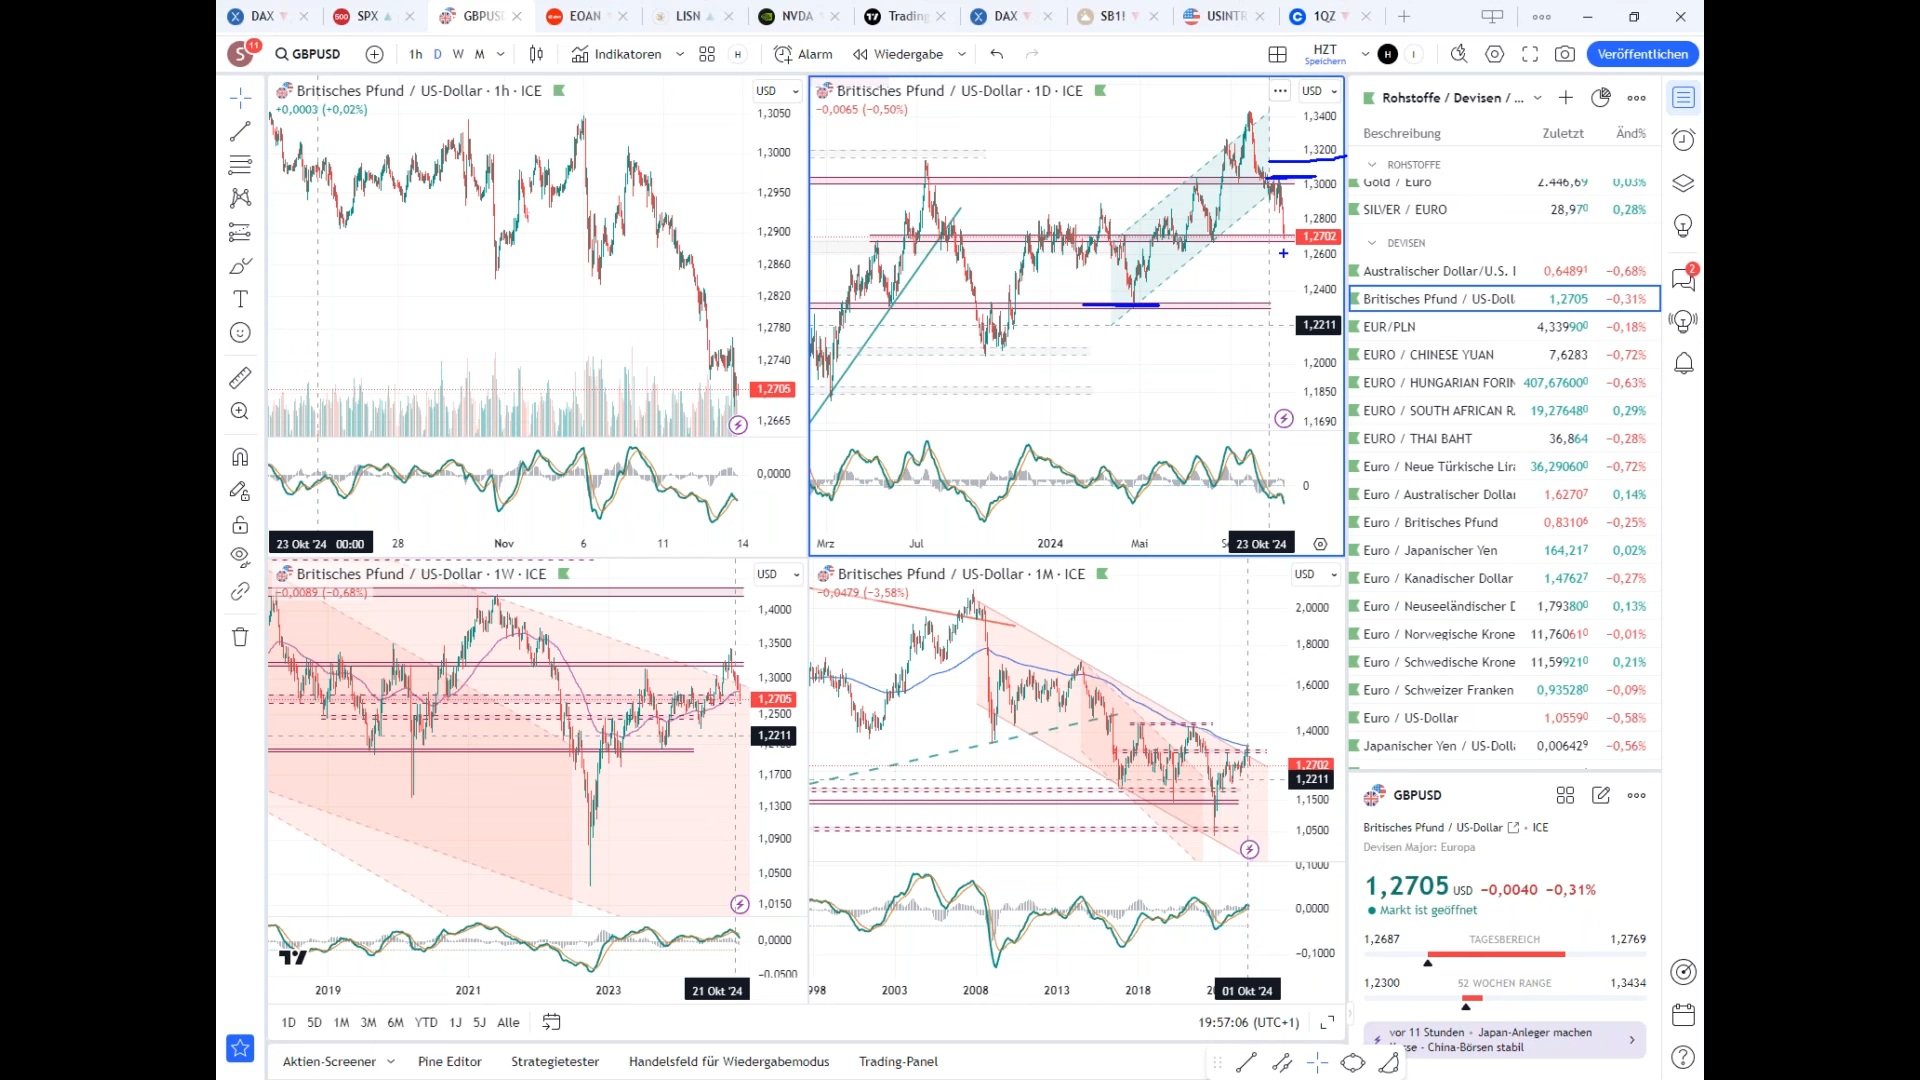 DAX
500 SPX
GBPUS
EOAN
LISN
NVDA
Trading
DAX
SB1!
USINTR
1QZ
S 11
GBPUSD
1h D W M
Indikatoren
H
Alarm
Wiedergabe
HZT
Speichern
H
I
Veröffentlichen
Britisches Pfund / US-Dollar · 1h · ICE
+0,0003 (+0,02%)
USD
1,3050
1,3000
1,2950
1,2900
1,2860
1,2820
1,2780
1,2740
1,2705
1,2665
0,0000
23 Okt '24 00:00
28
Nov
6
11
14
Britisches Pfund / US-Dollar · 1D · ICE
−0,0065 (−0,50%)
USD
1,3400
1,3200
1,3000
1,2800
1,2702
1,2600
1,2400
1,2211
1,2000
1,1850
1,1690
0
Mrz
Jul
2024
Mai
23 Okt '24
Britisches Pfund / US-Dollar · 1W · ICE
−0,0089 (−0,68%)
USD
1,4000
1,3500
1,3000
1,2705
1,2500
1,2211
1,1700
1,1300
1,0900
1,0500
1,0150
0,0000
−0,0500
2019
2021
2023
21 Okt '24
Britisches Pfund / US-Dollar · 1M · ICE
−0,0479 (−3,58%)
USD
2,0000
1,8000
1,6000
1,4000
1,2702
1,2211
1,1500
1,0500
0,1000
0,0000
−0,1000
998
2003
2008
2013
2018
01 Okt '24
1D 5D 1M 3M 6M YTD 1J 5J Alle
19:57:06 (UTC+1)
Aktien-Screener
Pine Editor
Strategietester
Handelsfeld für Wiedergabemodus
Trading-Panel
Rohstoffe / Devisen / ...
Beschreibung Zuletzt Änd%
ROHSTOFFE
Gold / Euro 2.446,69 0,03%
SILVER / EURO 28,970 0,28%
DEVISEN
Australischer Dollar/U.S. 0,64891 −0,68%
Britisches Pfund / US-Doll 1,2705 −0,31%
EUR/PLN 4,339900 −0,18%
EURO / CHINESE YUAN 7,6283 −0,72%
EURO / HUNGARIAN FORIN 407,676000 −0,63%
EURO / SOUTH AFRICAN R. 19,276480 0,29%
EURO / THAI BAHT 36,864 −0,28%
Euro / Neue Türkische Lira 36,290600 −0,72%
Euro / Australischer Dollar 1,62707 0,14%
Euro / Britisches Pfund 0,83106 −0,25%
Euro / Japanischer Yen 164,217 0,02%
Euro / Kanadischer Dollar 1,47627 −0,27%
Euro / Neuseeländischer D 1,793800 0,13%
Euro / Norwegische Krone 11,760610 −0,01%
Euro / Schwedische Krone 11,599210 0,21%
Euro / Schweizer Franken 0,935280 −0,09%
Euro / US-Dollar 1,05590 −0,58%
Japanischer Yen / US-Doll 0,006429 −0,56%
GBPUSD
Britisches Pfund / US-Dollar · ICE
Devisen Major: Europa
1,2705 USD −0,0040 −0,31%
Markt ist geöffnet
1,2687 TAGESBEREICH 1,2769
1,2300 52 WOCHEN RANGE 1,3434
vor 11 Stunden · Japan-Anleger machen
Kasse - China-Börsen stabil
2